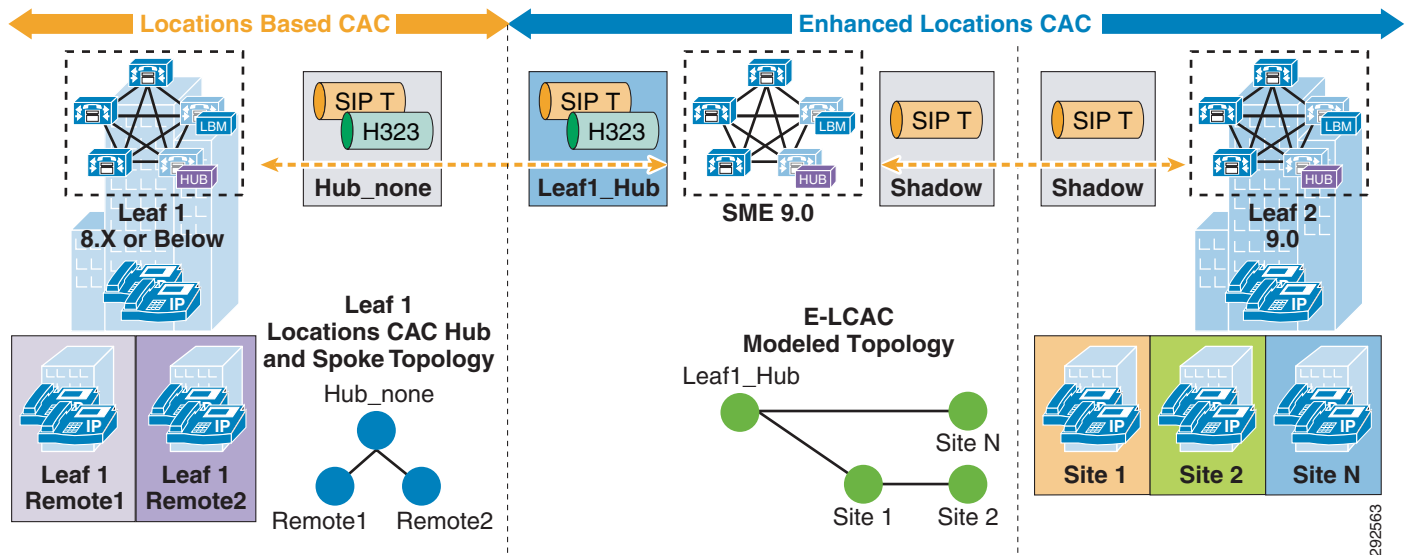 Locations Based CAC
Enhanced Locations CAC
LBM
HUB
Leaf 1
8.X or Below
IP
SIP T
H323
Hub_none
SIP T
H323
Leaf1_Hub
LBM
HUB
SME 9.0
SIP T
Shadow
SIP T
Shadow
LBM
HUB
Leaf 2
9.0
IP
IP
Leaf 1
Remote1
IP
Leaf 1
Remote2
Leaf 1
Locations CAC Hub
and Spoke Topology
Hub_none
Remote1
Remote2
E-LCAC
Modeled Topology
Leaf1_Hub
Site N
Site 1
Site 2
IP
Site 1
IP
Site 2
IP
Site N
292563